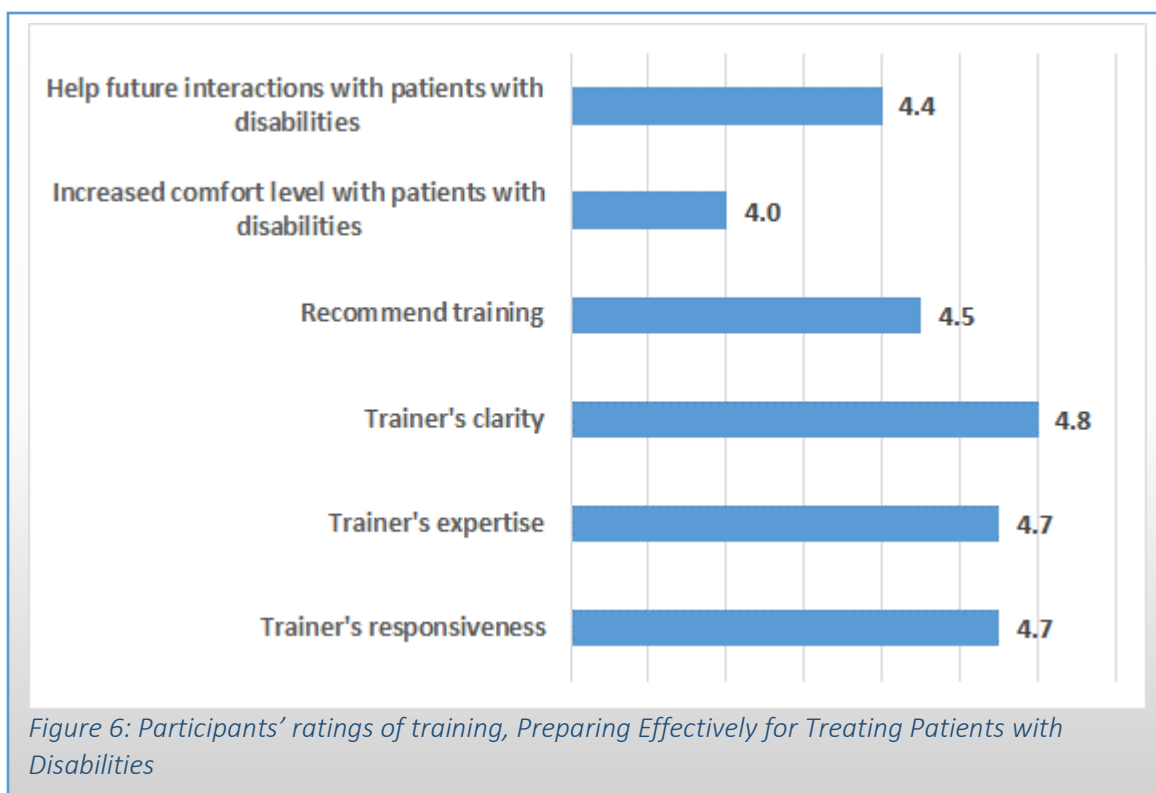 Help future interactions with patients with
disabilities
4.4
Increased comfort level with patients with
disabilities
4.0
Recommend training
4.5
Trainer's clarity
4.8
Trainer's expertise
4.7
Trainer's responsiveness
4.7
Figure 6: Participants’ ratings of training, Preparing Effectively for Treating Patients with
Disabilities